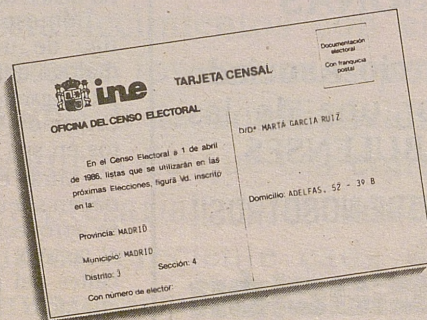 ine
TARJETA CENSAL
Documentación
electoral
Con franquicia
postal
OFICINA DEL CENSO ELECTORAL
En el Censo Electoral a 1 de abril
de 1986, listas que se utilizarán en las
próximas Elecciones, figura Vd. inscrito
en la:
Provincia: MADRID
Municipio: MADRID
Distrito: 3 Sección: 4
Con número de elector:
D/Dª MARTA GARCIA RUIZ
Domicilio: ADELFAS, 52 - 39 B